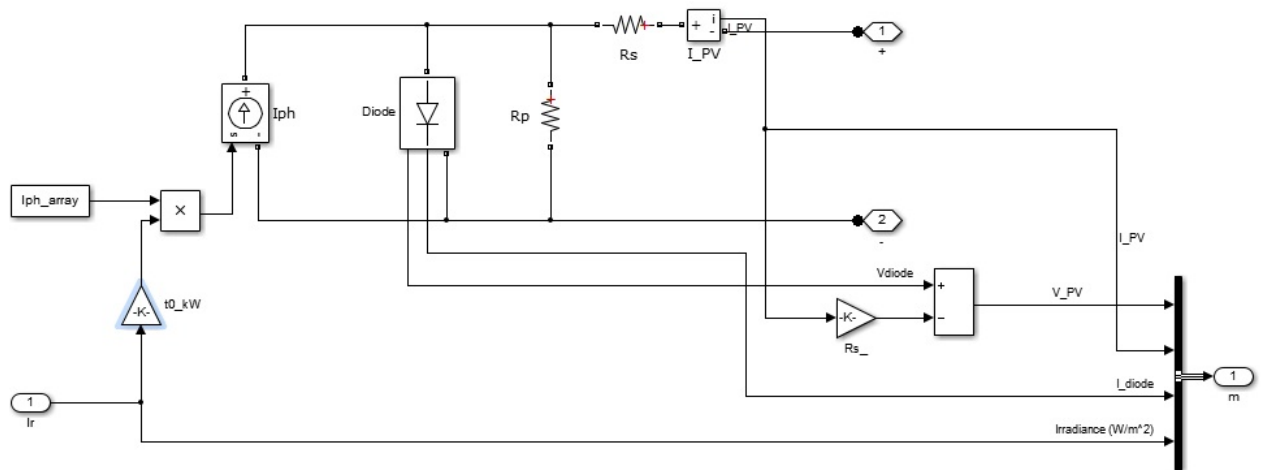 +
i
-
I_PV
Rs
I_PV
1
+
+
Iph
Diode
Rp
Iph_array
×
2
-
I_PV
Vdiode
+
-K-
t0_kW
V_PV
-K-
−
Rs_
1
Ir
I_diode
1
m
Irradiance (W/m^2)